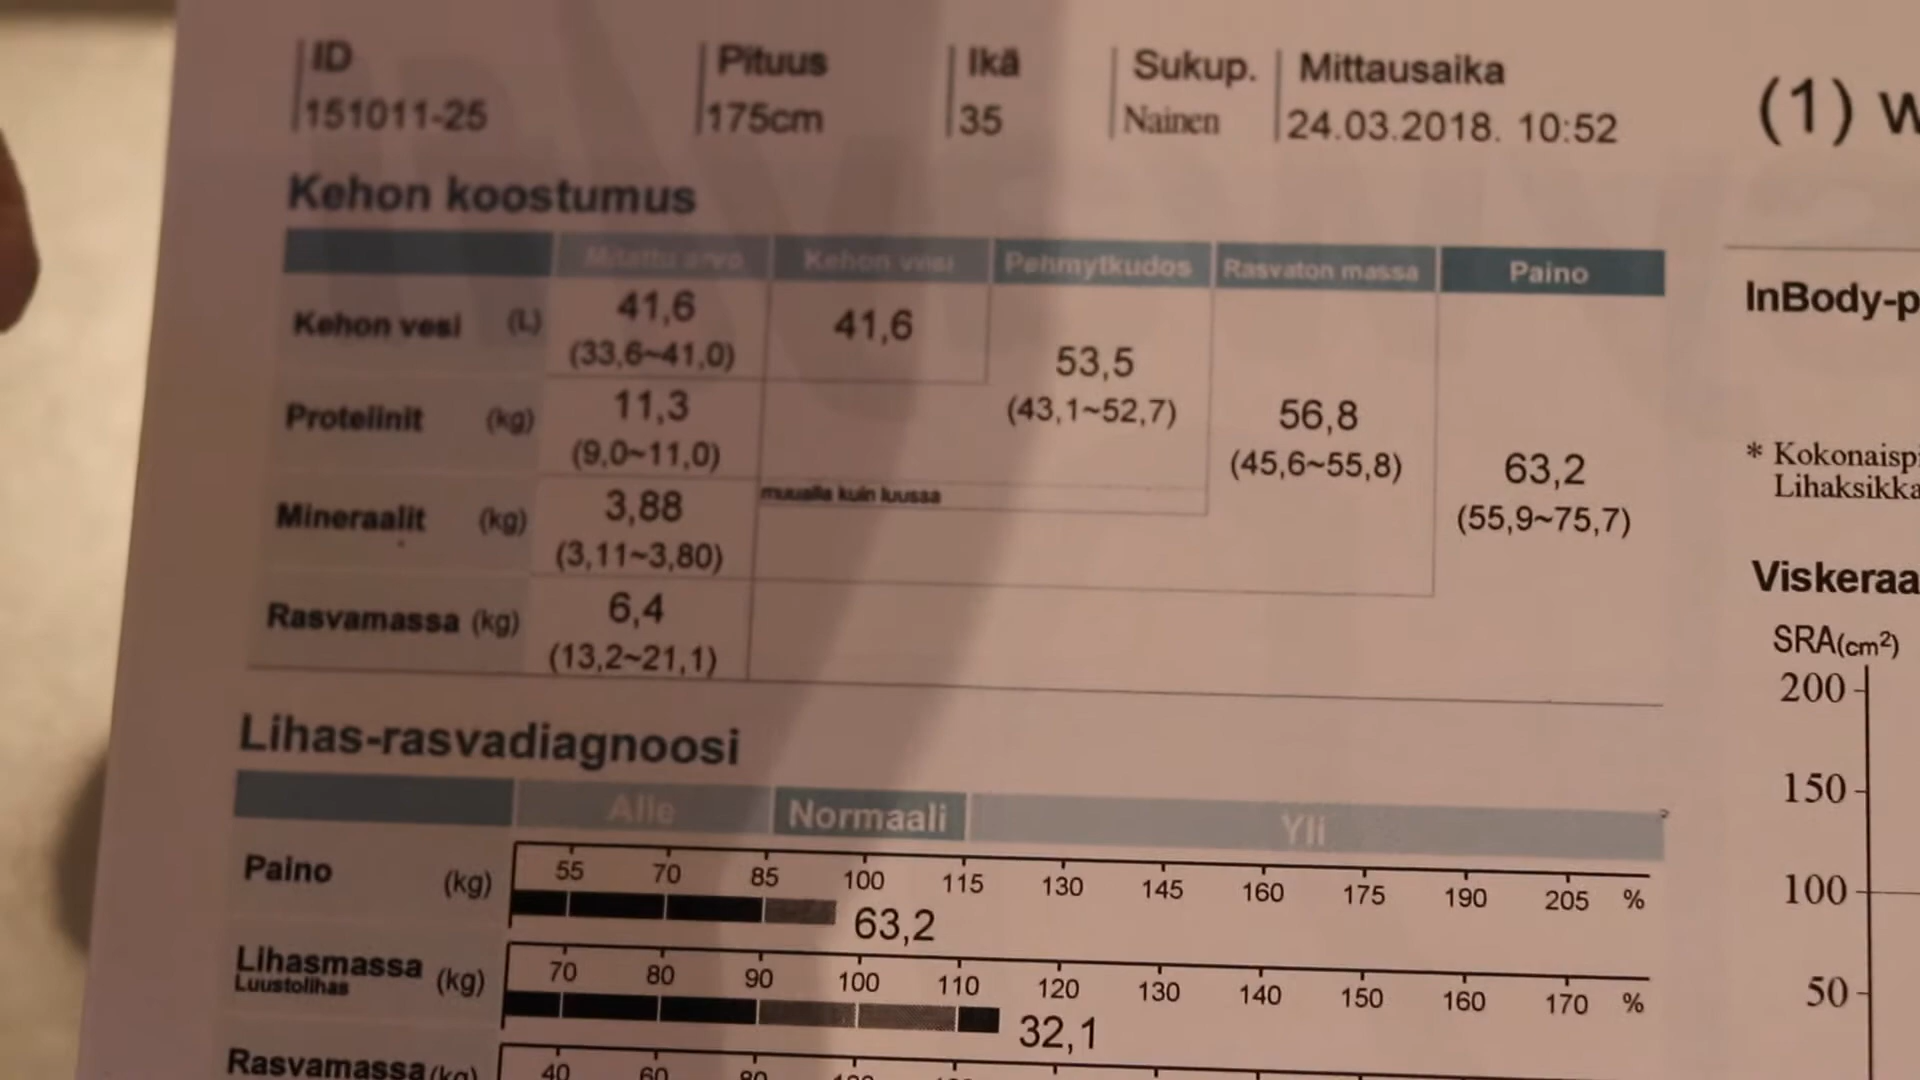 ID Pituus Ikä Sukup. Mittausaika
151011-25 175cm 35 Nainen 24.03.2018. 10:52
(1)
Kehon koostumus
Mitattu arvo Kehon vesi Pehmytkudos Rasvaton massa Paino
Kehon vesi (L) 41,6 41,6
(33,6~41,0)
53,5
(43,1~52,7)
Proteiinit (kg) 11,3
(9,0~11,0)
56,8
(45,6~55,8)
63,2
(55,9~75,7)
muualla kuin luussa
Mineraalit (kg) 3,88
(3,11~3,80)
Rasvamassa (kg) 6,4
(13,2~21,1)
Lihas-rasvadiagnoosi
Alle Normaali Yli
Paino (kg) 55 70 85 100 115 130 145 160 175 190 205 %
63,2
Lihasmassa (kg) 70 80 90 100 110 120 130 140 150 160 170 %
Luustolihas
32,1
Rasvamassa (kg) 40 60 80
InBody-p
* Kokonaispi
Lihaksikka
Viskeraa
SRA(cm²)
200
150
100
50